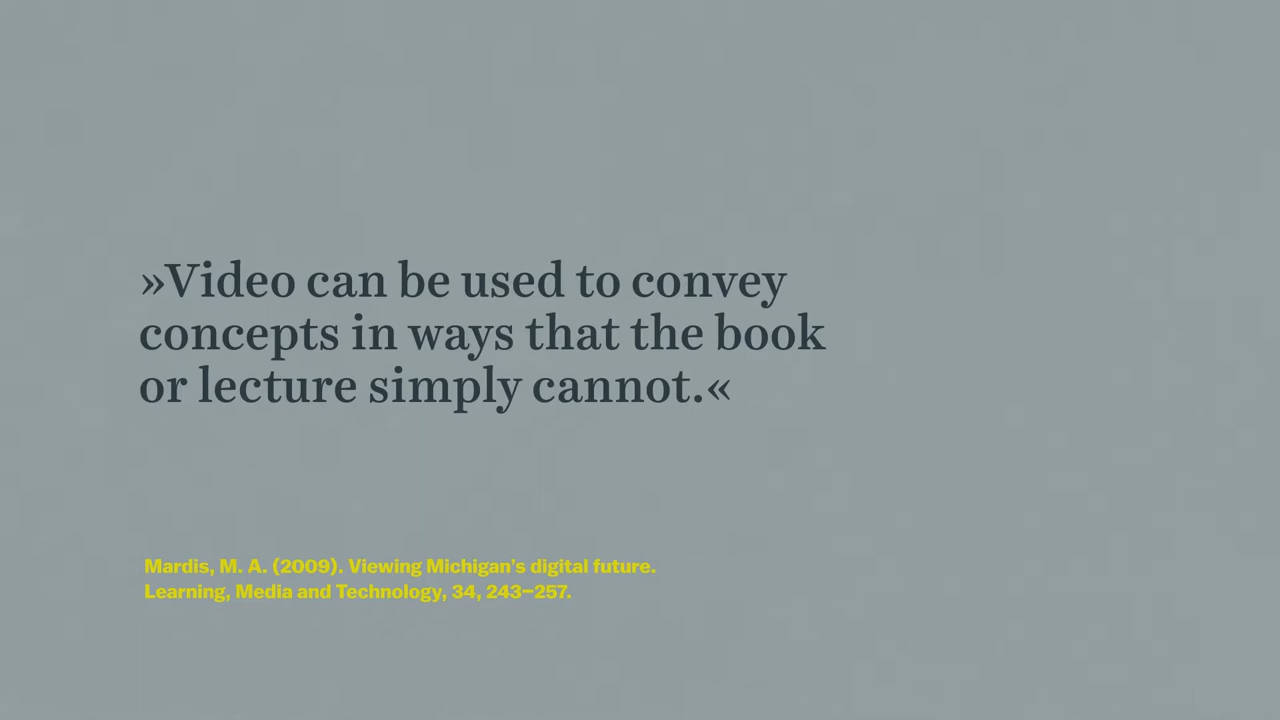 »Video can be used to convey
concepts in ways that the book
or lecture simply cannot.«
Mardis, M. A. (2009). Viewing Michigan's digital future.
Learning, Media and Technology, 34, 243–257.